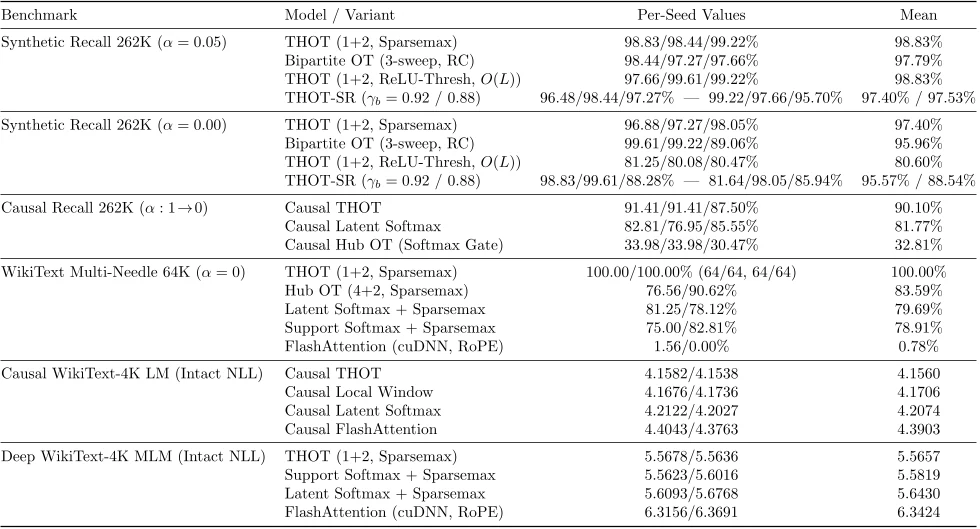 Benchmark Model / Variant Per-Seed Values Mean
Synthetic Recall 262K (α = 0.05) THOT (1+2, Sparsemax) 98.83/98.44/99.22% 98.83%
Bipartite OT (3-sweep, RC) 98.44/97.27/97.66% 97.79%
THOT (1+2, ReLU-Thresh, O(L)) 97.66/99.61/99.22% 98.83%
THOT-SR (γb = 0.92 / 0.88) 96.48/98.44/97.27% — 99.22/97.66/95.70% 97.40% / 97.53%
Synthetic Recall 262K (α = 0.00) THOT (1+2, Sparsemax) 96.88/97.27/98.05% 97.40%
Bipartite OT (3-sweep, RC) 99.61/99.22/89.06% 95.96%
THOT (1+2, ReLU-Thresh, O(L)) 81.25/80.08/80.47% 80.60%
THOT-SR (γb = 0.92 / 0.88) 98.83/99.61/88.28% — 81.64/98.05/85.94% 95.57% / 88.54%
Causal Recall 262K (α : 1→0) Causal THOT 91.41/91.41/87.50% 90.10%
Causal Latent Softmax 82.81/76.95/85.55% 81.77%
Causal Hub OT (Softmax Gate) 33.98/33.98/30.47% 32.81%
WikiText Multi-Needle 64K (α = 0) THOT (1+2, Sparsemax) 100.00/100.00% (64/64, 64/64) 100.00%
Hub OT (4+2, Sparsemax) 76.56/90.62% 83.59%
Latent Softmax + Sparsemax 81.25/78.12% 79.69%
Support Softmax + Sparsemax 75.00/82.81% 78.91%
FlashAttention (cuDNN, RoPE) 1.56/0.00% 0.78%
Causal WikiText-4K LM (Intact NLL) Causal THOT 4.1582/4.1538 4.1560
Causal Local Window 4.1676/4.1736 4.1706
Causal Latent Softmax 4.2122/4.2027 4.2074
Causal FlashAttention 4.4043/4.3763 4.3903
Deep WikiText-4K MLM (Intact NLL) THOT (1+2, Sparsemax) 5.5678/5.5636 5.5657
Support Softmax + Sparsemax 5.5623/5.6016 5.5819
Latent Softmax + Sparsemax 5.6093/5.6768 5.6430
FlashAttention (cuDNN, RoPE) 6.3156/6.3691 6.3424